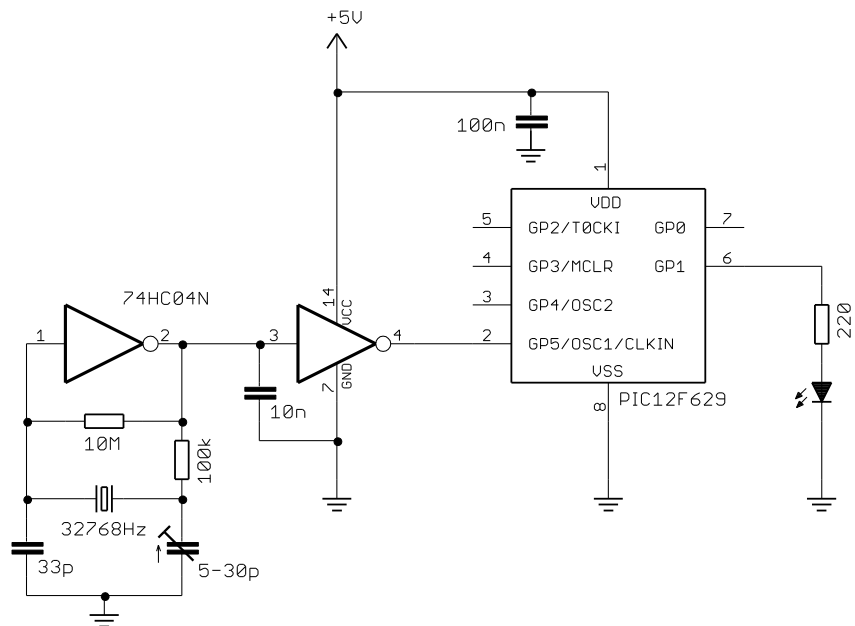 +5V
100n
1
VDD
5
GP2/T0CKI
GP0
7
4
GP3/MCLR
GP1
6
3
GP4/OSC2
2
GP5/OSC1/CLKIN
VSS
8
PIC12F629
220
74HC04N
1
2
3
14
VCC
4
7
GND
10n
10M
100k
32768Hz
33p
5-30p